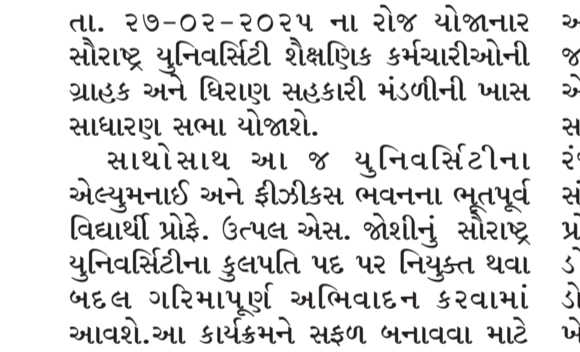 તા. ૨૭-૦૨-૨૦૨૫ ના રોજ યોજાનાર
સૌરાષ્ટ્ર યુનિવર્સિટી શૈક્ષણિક કર્મચારીઓની
ગ્રાહક અને ધિરાણ સહકારી મંડળીની ખાસ
સાધારણ સભા યોજાશે.
સાથોસાથ આ જ યુનિવર્સિટીના
એલ્યુમનાઈ અને ફીઝીકસ ભવનના ભૂતપૂર્વ
વિદ્યાર્થી પ્રોફે. ઉત્પલ એસ. જોશીનું સૌરાષ્ટ્ર
યુનિવર્સિટીના કુલપતિ પદ પર નિયુક્ત થવા
બદલ ગરિમાપૂર્ણ અભિવાદન કરવામાં
આવશે.આ કાર્યક્રમને સફળ બનાવવા માટે